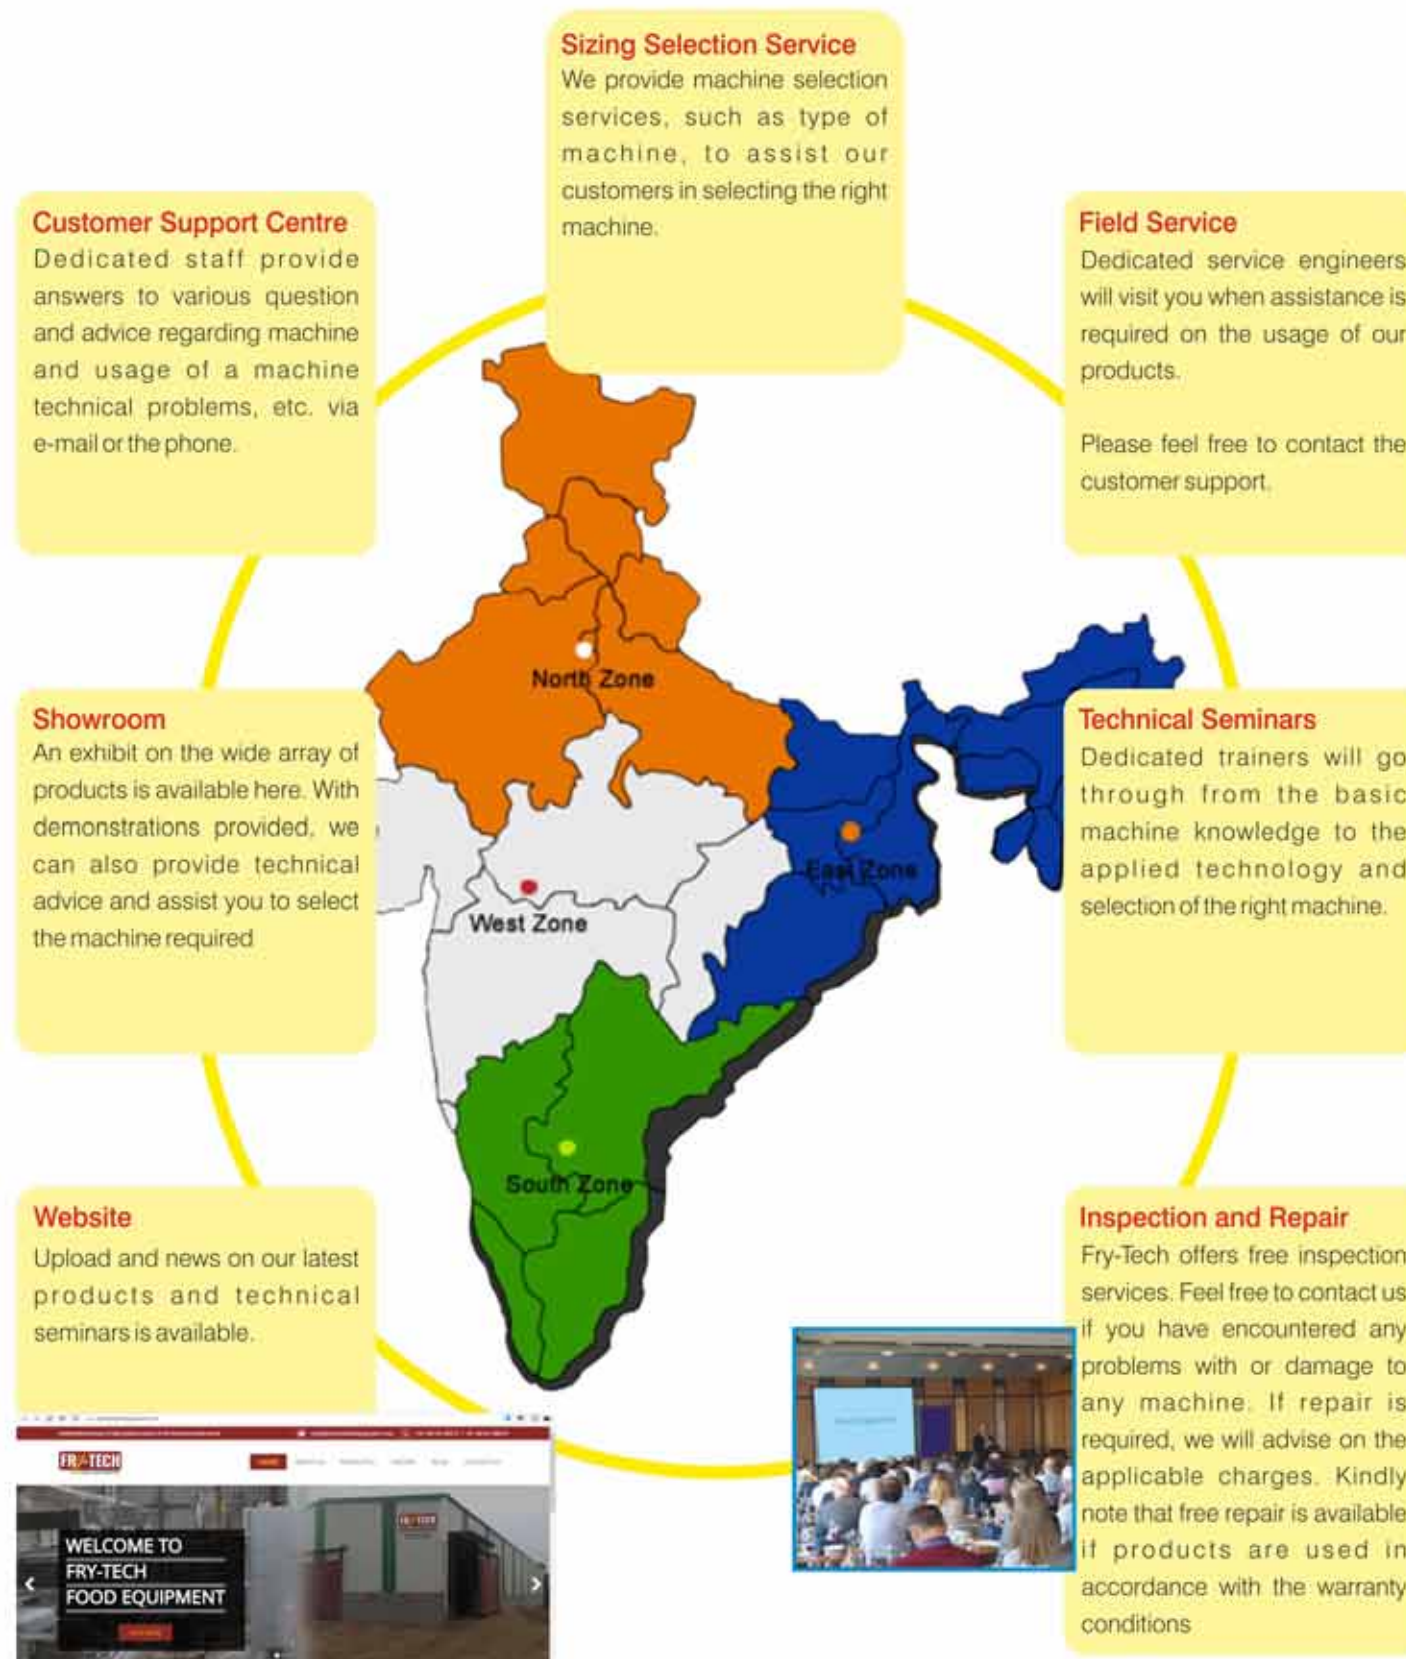 Sizing Selection Service
We provide machine selection
services, such as type of
machine, to assist our
customers in selecting the right
machine.
Customer Support Centre
Dedicated staff provide
answers to various question
and advice regarding machine
and usage of a machine
technical problems, etc. via
e-mail or the phone.
Field Service
Dedicated service engineers
will visit you when assistance is
required on the usage of our
products.
Please feel free to contact the
customer support.
North Zone
East Zone
West Zone
South Zone
Showroom
An exhibit on the wide array of
products is available here. With
demonstrations provided, we
can also provide technical
advice and assist you to select
the machine required
Technical Seminars
Dedicated trainers will go
through from the basic
machine knowledge to the
applied technology and
selection of the right machine.
Website
Upload and news on our latest
products and technical
seminars is available.
Inspection and Repair
Fry-Tech offers free inspection
services. Feel free to contact us
if you have encountered any
problems with or damage to
any machine. If repair is
required, we will advise on the
applicable charges. Kindly
note that free repair is available
if products are used in
accordance with the warranty
conditions
FRYTECH
WELCOME TO
FRY-TECH
FOOD EQUIPMENT